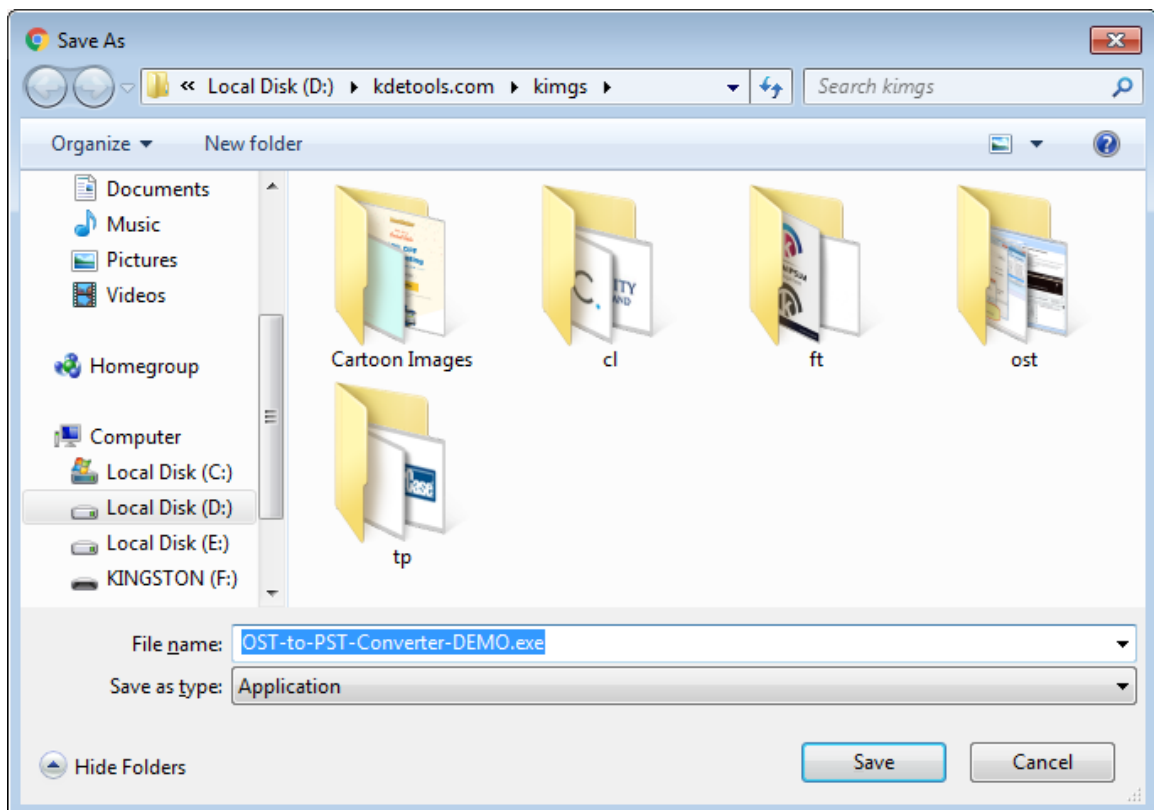 Save As
« Local Disk (D:) ▸ kdetools.com ▸ kimgs ▸
Search kimgs
Organize
New folder
Documents
Music
Pictures
Videos
Homegroup
Computer
Local Disk (C:)
Local Disk (D:)
Local Disk (E:)
KINGSTON (F:)
Cartoon Images
cl
ft
ost
tp
File name: OST-to-PST-Converter-DEMO.exe
Save as type: Application
Hide Folders
Save
Cancel